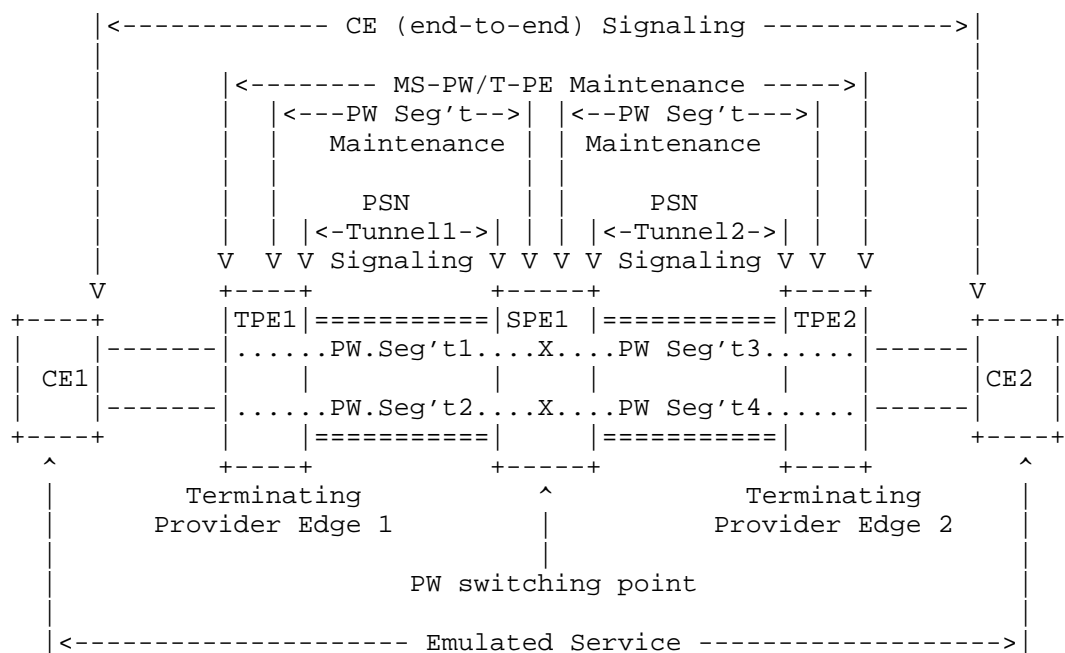 |<------------- CE (end-to-end) Signaling ------------>|
|<-------- MS-PW/T-PE Maintenance ----->|
|<---PW Seg't-->| |<--PW Seg't--->|
Maintenance Maintenance
PSN PSN
|<-Tunnel1->| |<-Tunnel2->|
V V V Signaling V V V V Signaling V V V
V V
|TPE1|===========|SPE1 |===========|TPE2|
|......PW.Seg't1....X....PW Seg't3......|
CE1 CE2
|......PW.Seg't2....X....PW Seg't4......|
Terminating ^ Terminating
Provider Edge 1 Provider Edge 2
PW switching point
|<--------------------- Emulated Service ------------------->|